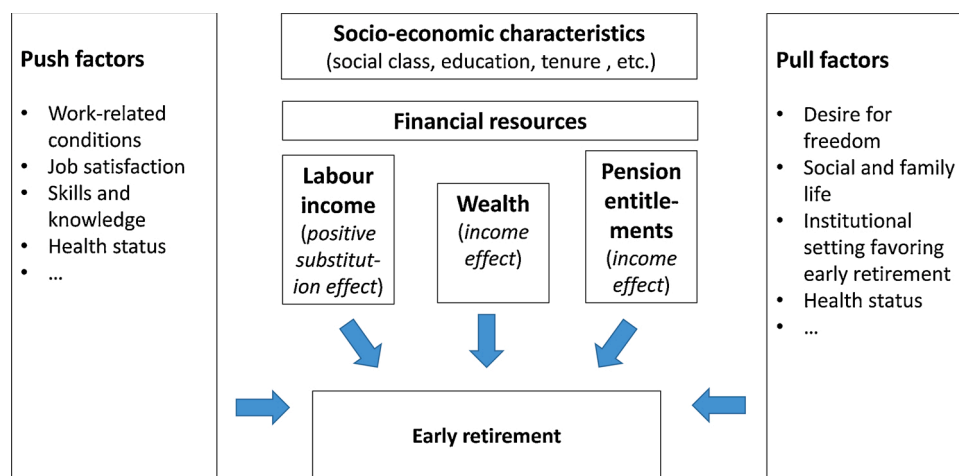 Push factors
• Work-related
conditions
• Job satisfaction
• Skills and
knowledge
• Health status
• ...
Socio-economic characteristics
(social class, education, tenure , etc.)
Financial resources
Labour
income
(positive
substitut-
ion effect)
Wealth
(income
effect)
Pension
entitle-
ments
(income
effect)
Early retirement
Pull factors
• Desire for
freedom
• Social and family
life
• Institutional
setting favoring
early retirement
• Health status
• ...